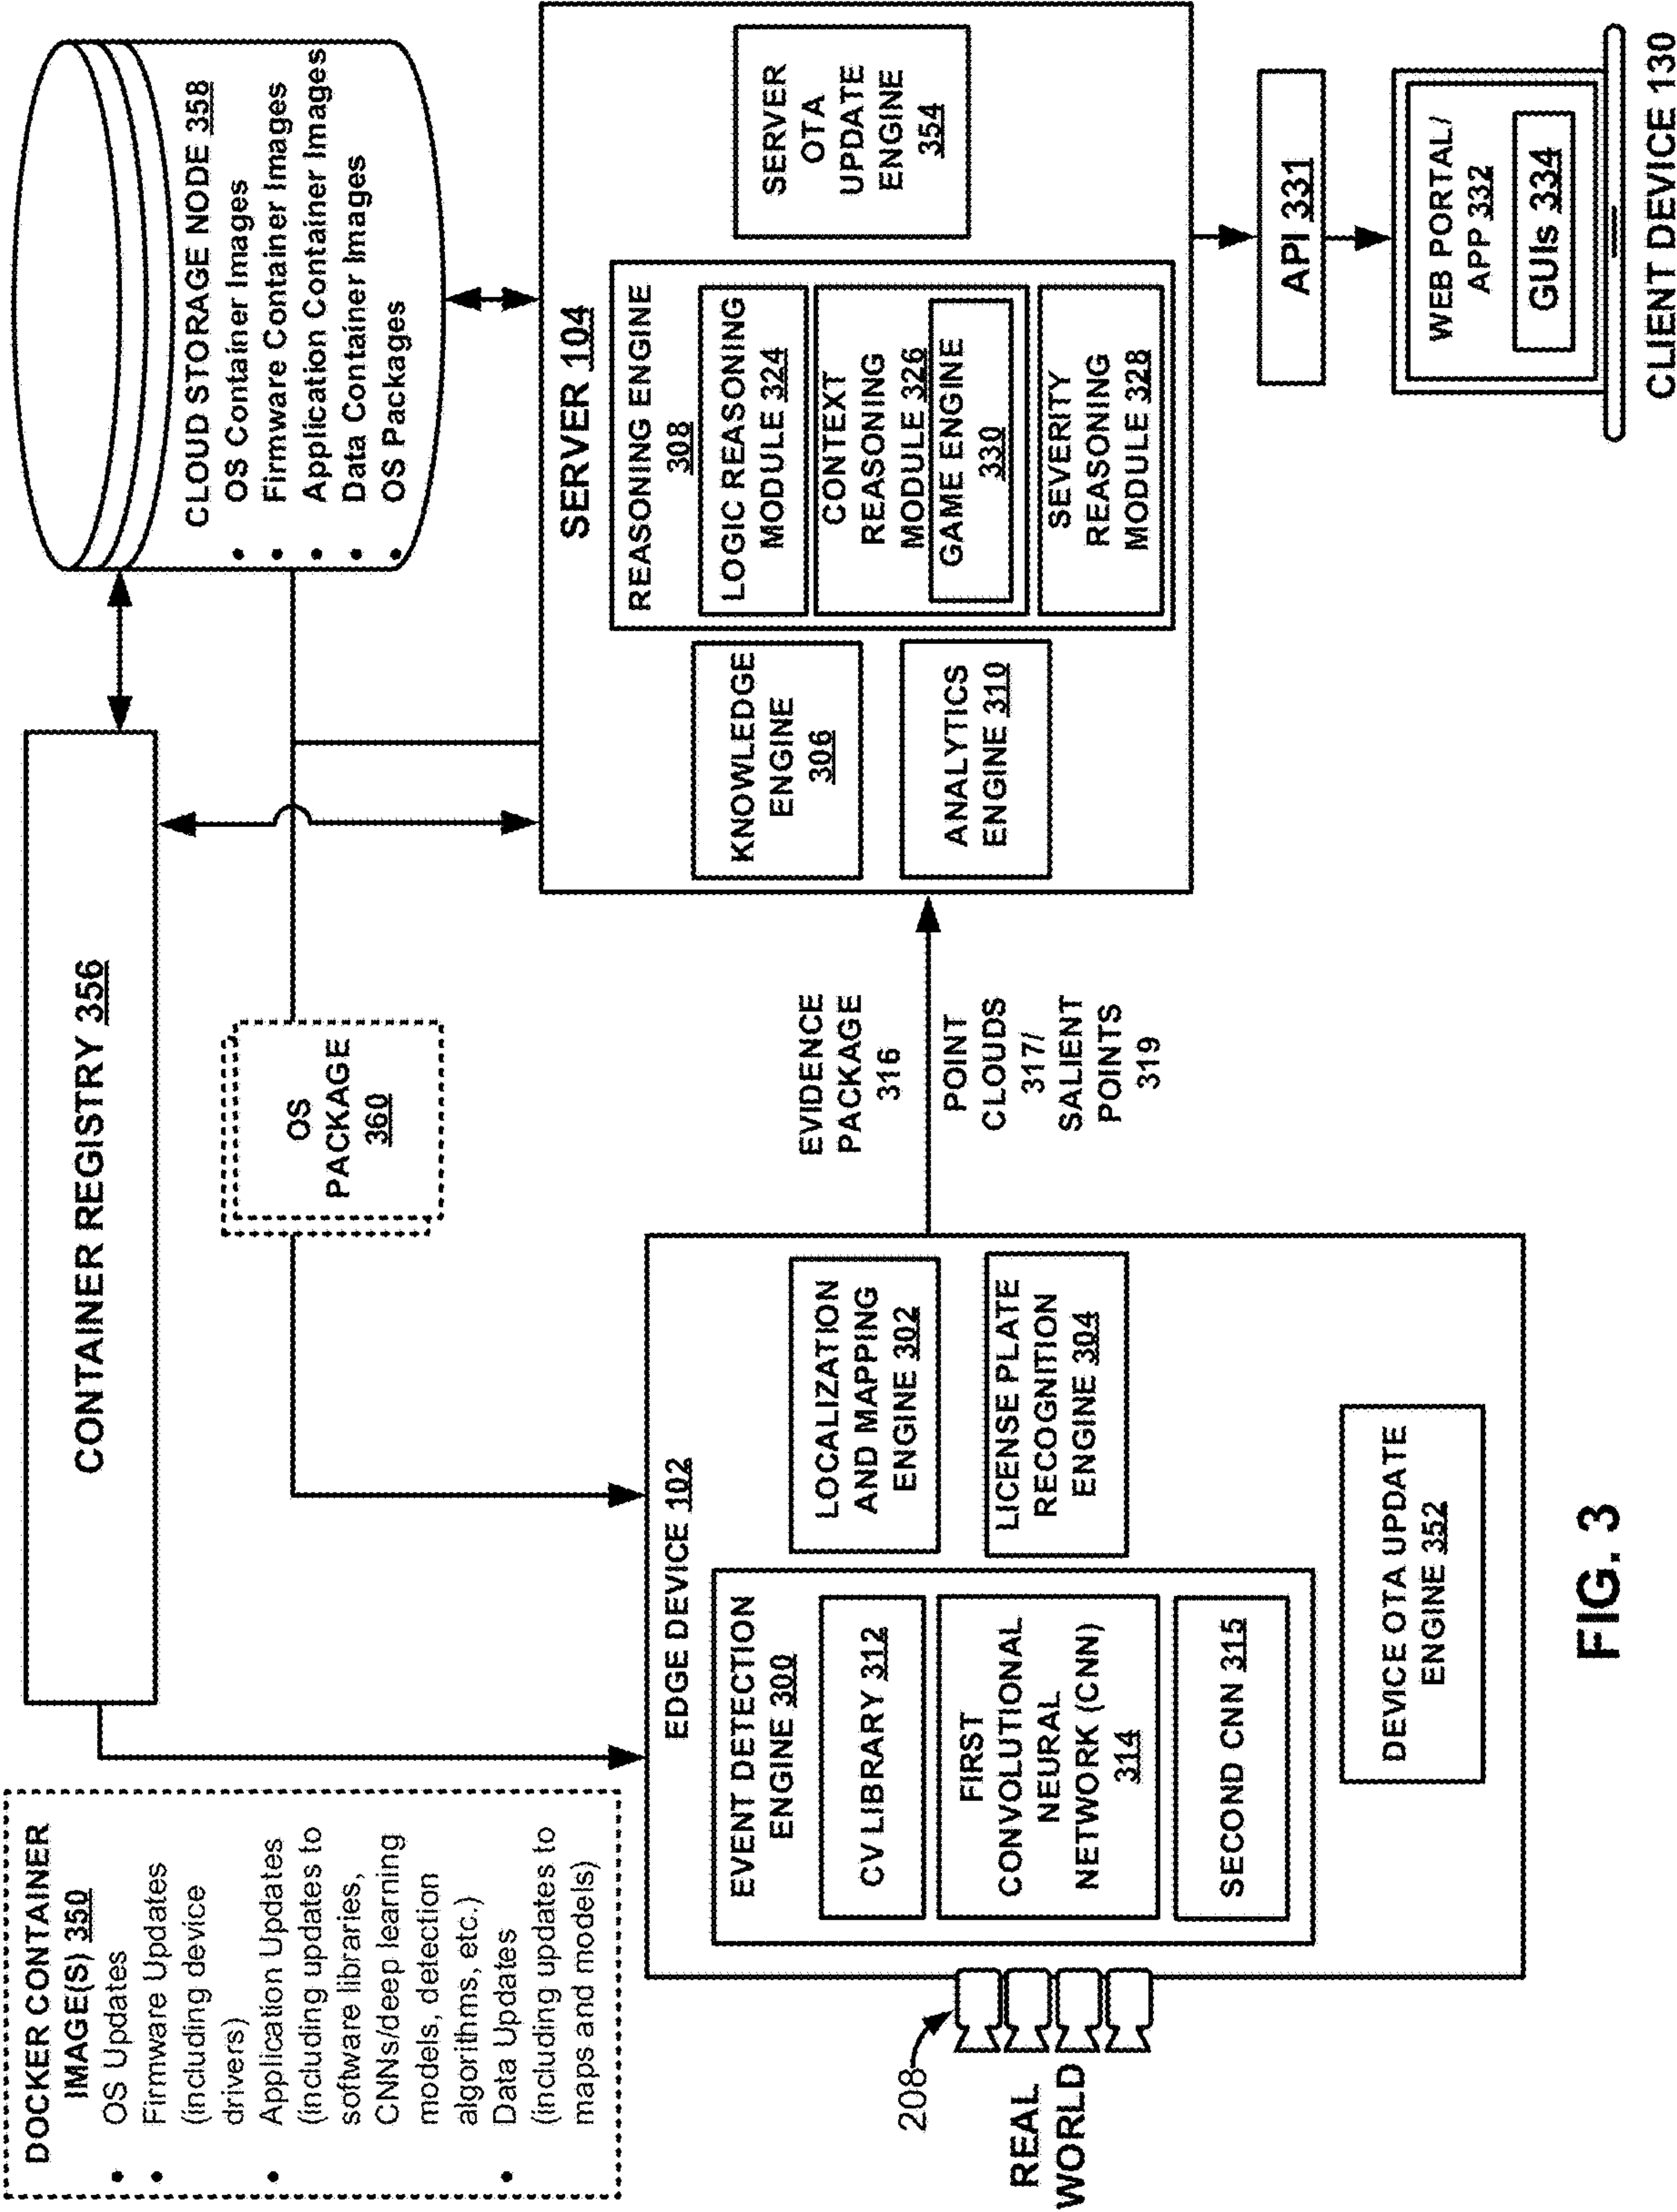 DOCKER CONTAINER
IMAGE(S) 350
• OS Updates
• Firmware Updates
(including device
drivers)
• Application Updates
(including updates to
software libraries,
CNNs/deep learning
models, detection
algorithms, etc.)
• Data Updates
(including updates to
maps and models)
CONTAINER REGISTRY 356
CLOUD STORAGE NODE 358
• OS Container Images
• Firmware Container Images
• Application Container Images
• Data Container Images
• OS Packages
OS
PACKAGE
360
208
REAL
WORLD
EDGE DEVICE 102
EVENT DETECTION
ENGINE 300
CV LIBRARY 312
FIRST
CONVOLUTIONAL
NEURAL
NETWORK (CNN)
314
SECOND CNN 315
LOCALIZATION
AND MAPPING
ENGINE 302
LICENSE PLATE
RECOGNITION
ENGINE 304
DEVICE OTA UPDATE
ENGINE 352
EVIDENCE
PACKAGE
316
POINT
CLOUDS
317/
SALIENT
POINTS
319
SERVER 104
KNOWLEDGE
ENGINE
306
ANALYTICS
ENGINE 310
REASONING ENGINE
308
LOGIC REASONING
MODULE 324
CONTEXT
REASONING
MODULE 326
GAME ENGINE
330
SEVERITY
REASONING
MODULE 328
SERVER
OTA
UPDATE
ENGINE
354
API 331
WEB PORTAL/
APP 332
GUIs 334
CLIENT DEVICE 130
FIG. 3